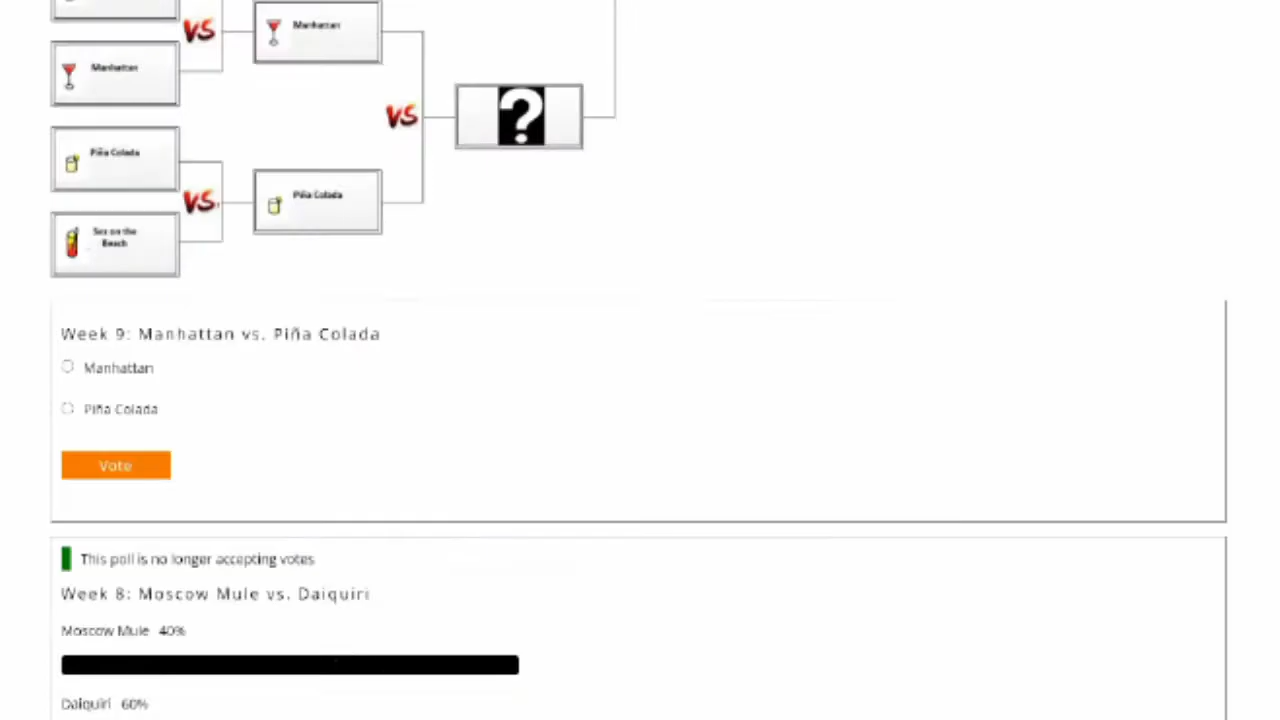 VS
Manhattan
Manhattan
VS
?
Piña Colada
VS.
Piña Colada
Sex on the
Beach
Week 9: Manhattan vs. Piña Colada
Manhattan
Piña Colada
Vote
This poll is no longer accepting votes
Week 8: Moscow Mule vs. Daiquiri
Moscow Mule 40%
Daiquiri 60%